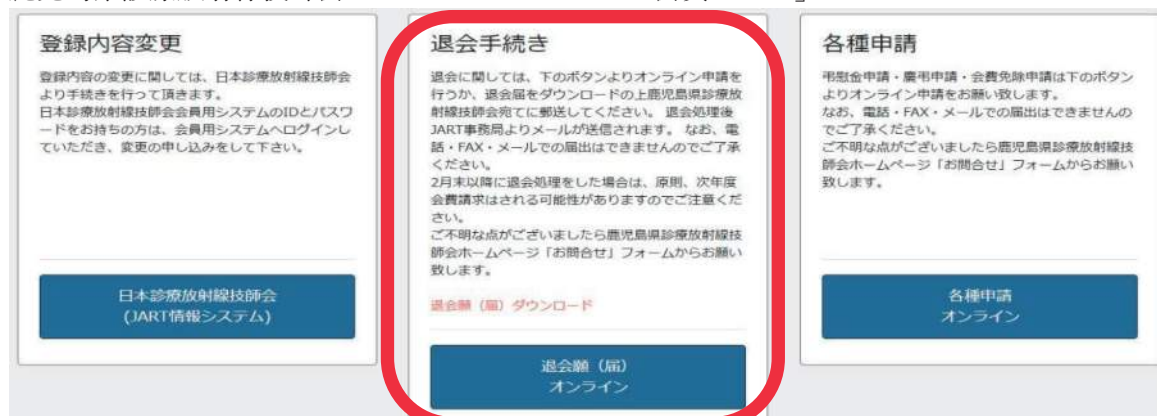 登録内容変更
登録内容の変更に関しては、日本診療放射線技師会
より手続きを行って頂きます。
日本診療放射線技師会会員用システムのIDとパスワ
ードをお持ちの方は、会員用システムへログインし
ていただき、変更の申し込みをして下さい。
日本診療放射線技師会
(JART情報システム)
退会手続き
退会に関しては、下のボタンよりオンライン申請を
行うか、退会届をダウンロードの上鹿児島県診療放
射線技師会宛てに郵送してください。 退会処理後
JART事務局よりメールが送信されます。 なお、電
話・FAX・メールでの届出はできませんのでご了承
ください。
2月末以降に退会処理をした場合は、原則、次年度
会費請求はされる可能性がありますのでご注意くだ
さい。
ご不明な点がございましたら鹿児島県診療放射線技
師会ホームページ「お問合せ」フォームからお願い
致します。
退会願（届）ダウンロード
退会願（届）
オンライン
各種申請
弔慰金申請・慶弔申請・会費免除申請は下のボタン
よりオンライン申請をお願い致します。
なお、電話・FAX・メールでの届出はできませんの
でご了承ください。
ご不明な点がございましたら鹿児島県診療放射線技
師会ホームページ「お問合せ」フォームからお願い
致します。
各種申請
オンライン